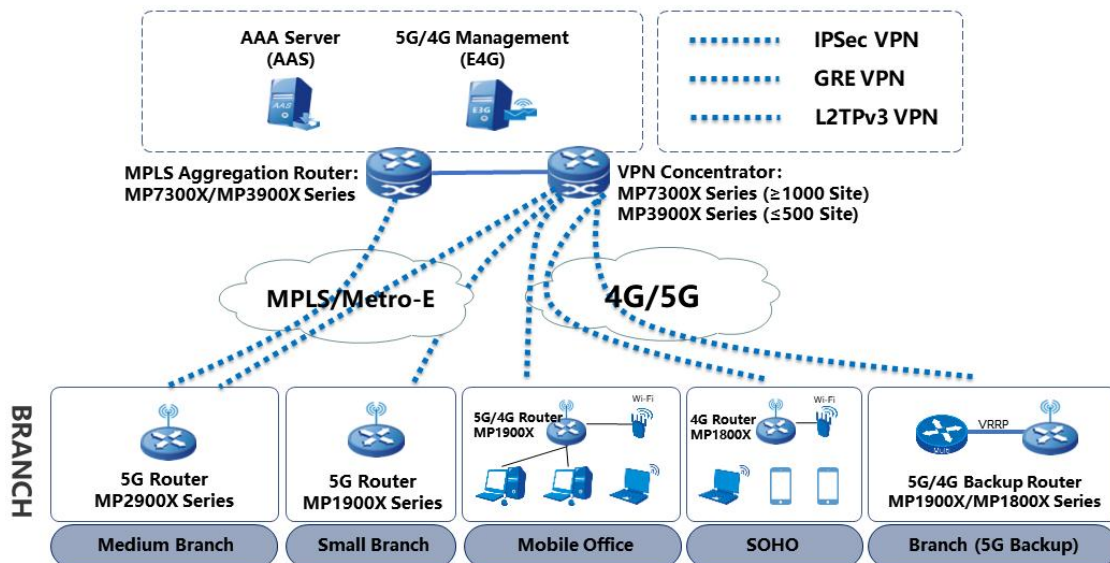 AAA Server
(AAS)
5G/4G Management
(E4G)
IPSec VPN
GRE VPN
L2TPv3 VPN
AAS
E3G
MPLS Aggregation Router:
MP7300X/MP3900X Series
VPN Concentrator:
MP7300X Series (≥1000 Site)
MP3900X Series (≤500 Site)
MPLS/Metro-E
4G/5G
BRANCH
5G Router
MP2900X Series
5G Router
MP1900X Series
5G/4G Router
MP1900X
Wi-Fi
4G Router
MP1800X
Wi-Fi
VRRP
5G/4G Backup Router
MP1900X/MP1800X Series
Medium Branch
Small Branch
Mobile Office
SOHO
Branch (5G Backup)